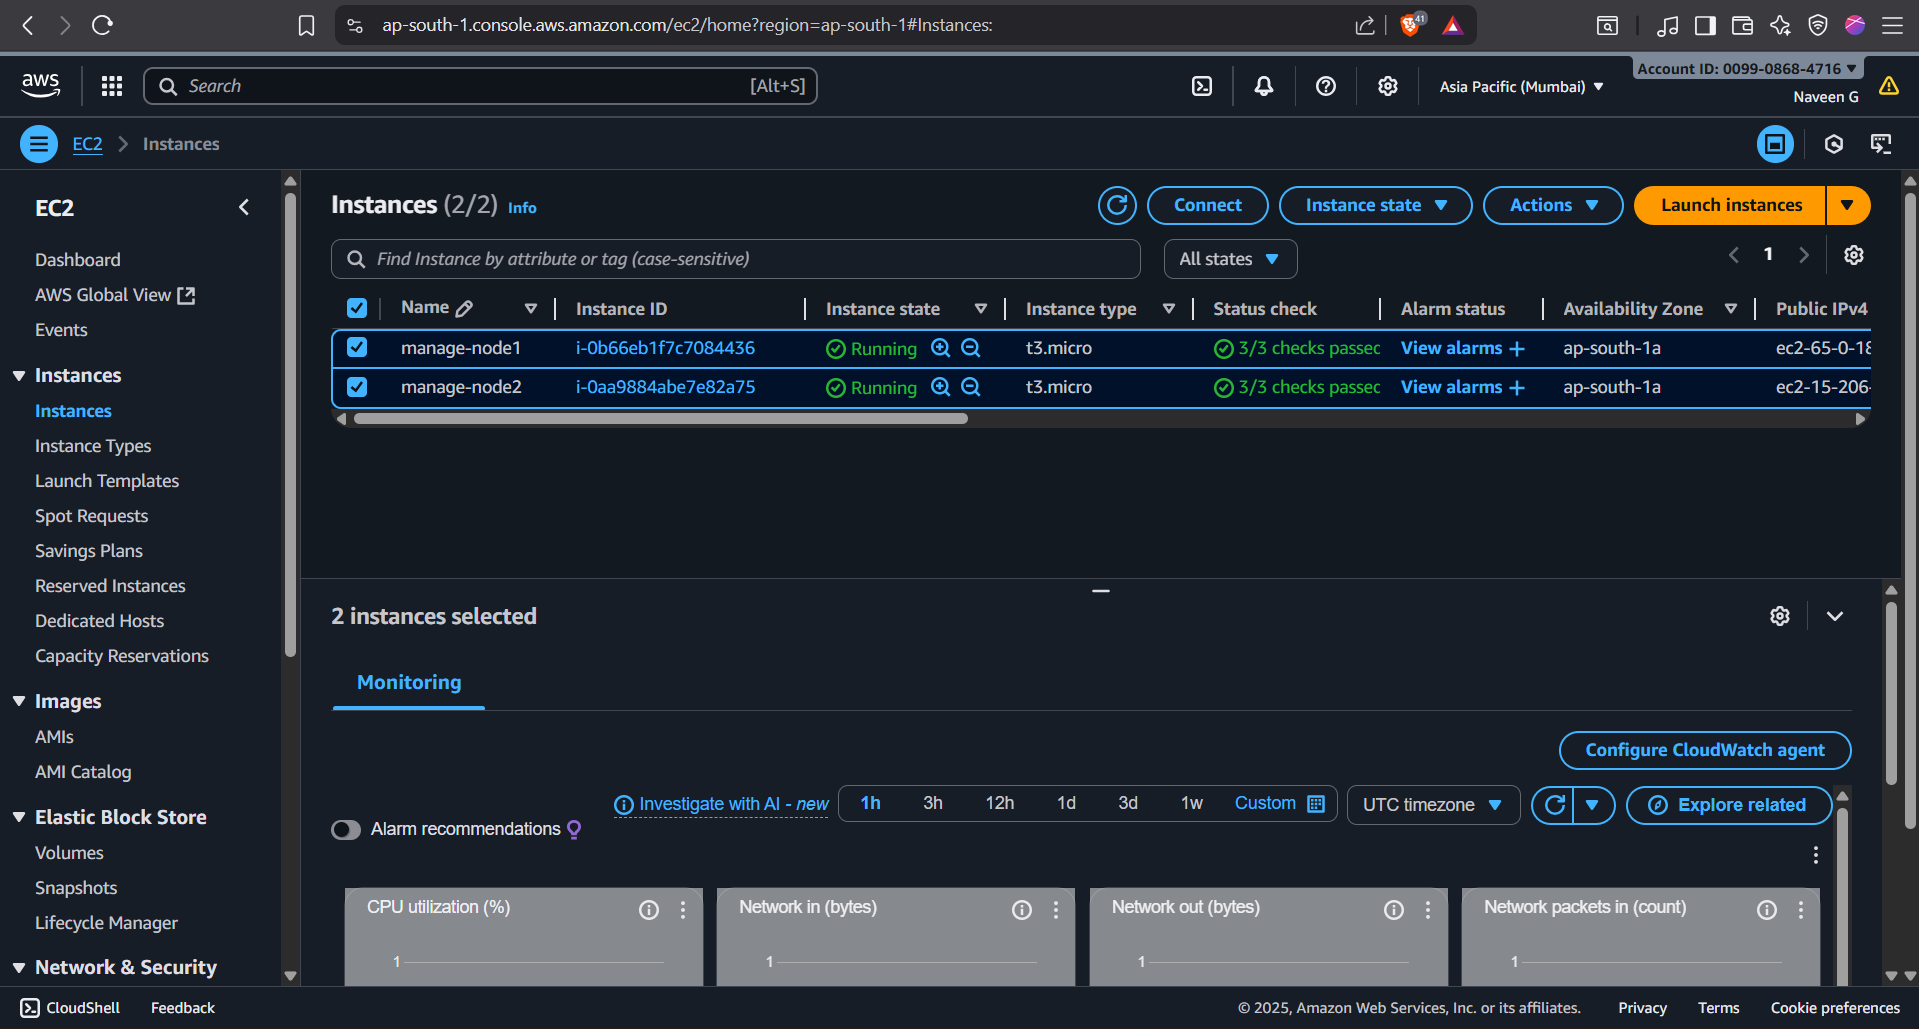 ap-south-1.console.aws.amazon.com/ec2/home?region=ap-south-1#Instances:
41
aws
Search
[Alt+S]
Asia Pacific (Mumbai)
Account ID: 0099-0868-4716
Naveen G
EC2
Instances
EC2
Dashboard
AWS Global View
Events
Instances
Instances
Instance Types
Launch Templates
Spot Requests
Savings Plans
Reserved Instances
Dedicated Hosts
Capacity Reservations
Images
AMIs
AMI Catalog
Elastic Block Store
Volumes
Snapshots
Lifecycle Manager
Network & Security
Instances (2/2) Info
Connect
Instance state
Actions
Launch instances
Find Instance by attribute or tag (case-sensitive)
All states
1
Name Instance ID Instance state Instance type Status check Alarm status Availability Zone Public IPv4
manage-node1 i-0b66eb1f7c7084436 Running t3.micro 3/3 checks passec View alarms + ap-south-1a ec2-65-0-18
manage-node2 i-0aa9884abe7e82a75 Running t3.micro 3/3 checks passec View alarms + ap-south-1a ec2-15-206-
2 instances selected
Monitoring
Configure CloudWatch agent
Alarm recommendations
Investigate with AI - new
1h 3h 12h 1d 3d 1w Custom
UTC timezone
Explore related
CPU utilization (%)
1
Network in (bytes)
1
Network out (bytes)
1
Network packets in (count)
1
CloudShell
Feedback
© 2025, Amazon Web Services, Inc. or its affiliates.
Privacy
Terms
Cookie preferences